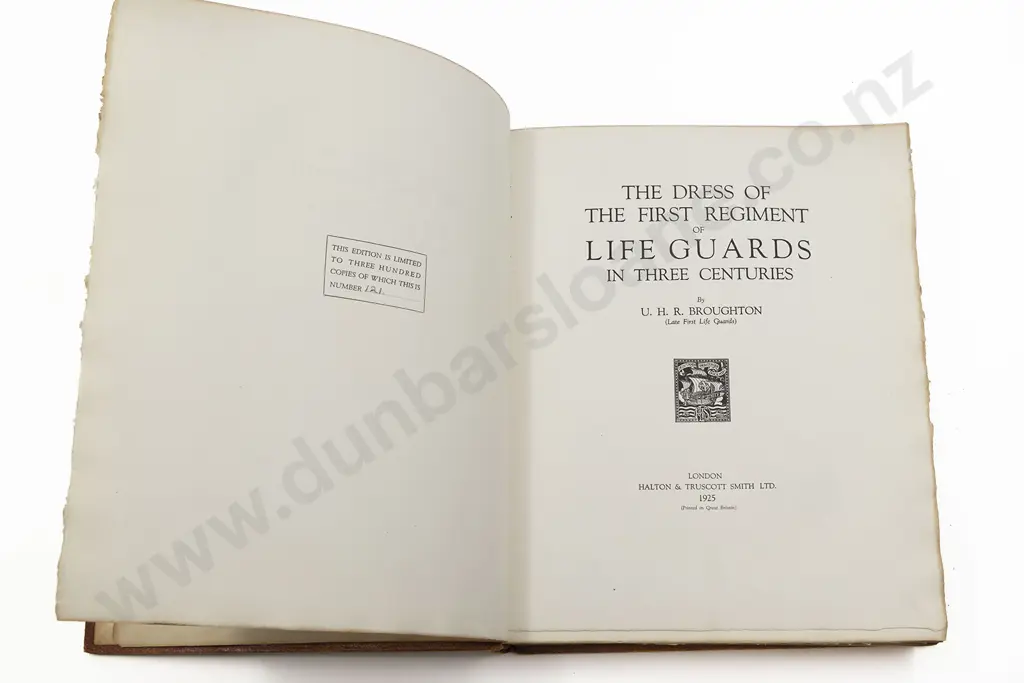 THIS EDITION IS LIMITED
TO THREE HUNDRED
COPIES OF WHICH THIS IS
NUMBER 121.
THE DRESS OF
THE FIRST REGIMENT
OF
LIFE GUARDS
IN THREE CENTURIES
By
U. H. R. BROUGHTON
(Late First Life Guards)
LONDON
HALTON & TRUSCOTT SMITH LTD.
1925
(Printed in Great Britain)
www.dunbarsloane.co.nz